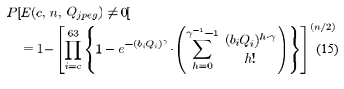 P[E(c, n, Q_{jpeg}) ≠ 0[
= 1 − [ ∏_{i=c}^{63} { 1 − e^{−(b_i Q_i)^γ} · ( ∑_{h=0}^{γ^{−1}−1} (b_i Q_i)^{h·γ} / h! ) } ]^{(n/2)} (15)